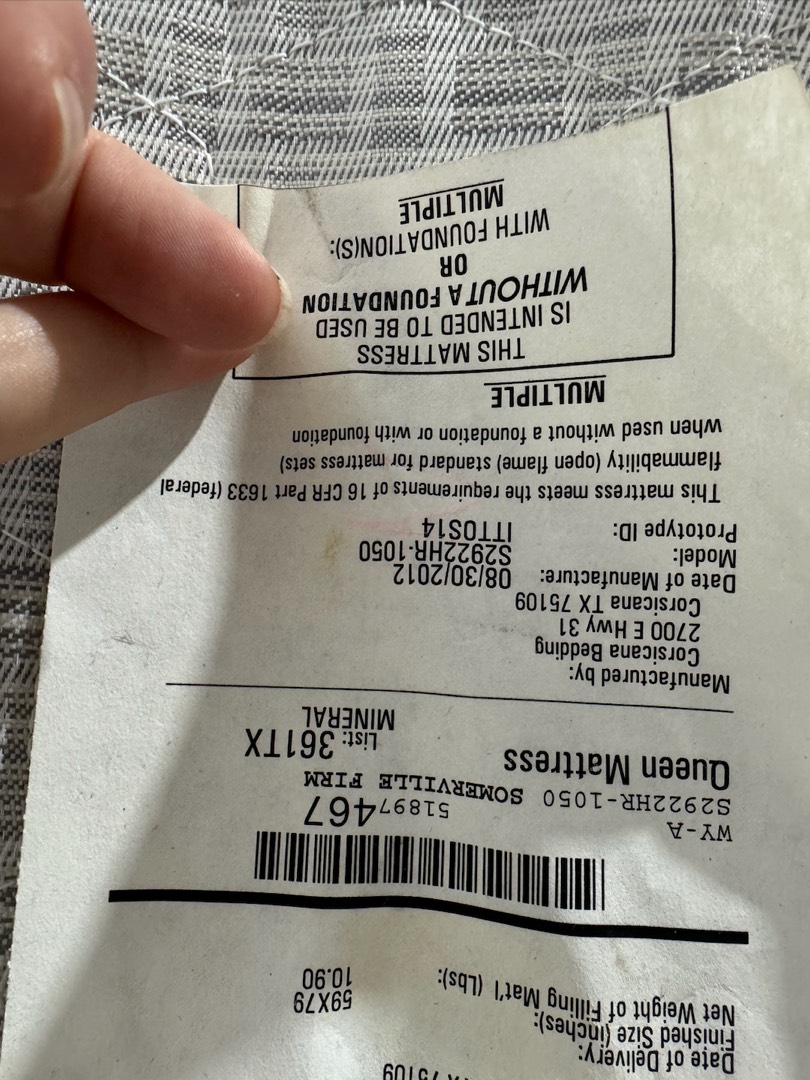 TX 75109
Date of Delivery:
Finished Size (inches): 59X79
Net Weight of Filling Mat'l (Lbs): 10.90
WY-A 51897467
S2922HR-1050 SOMERVILLE FIRM
Queen Mattress List: 361TX
MINERAL
Manufactured by:
Corsicana Bedding
2700 E Hwy 31
Corsicana TX 75109
Date of Manufacture: 08/30/2012
Model: S2922HR-1050
Prototype ID: ITTOS14
This mattress meets the requirements of 16 CFR Part 1633 (federal
flammability (open flame) standard for mattress sets)
when used without a foundation or with foundation
MULTIPLE
THIS MATTRESS
IS INTENDED TO BE USED
WITHOUT A FOUNDATION
OR
WITH FOUNDATION(S):
MULTIPLE